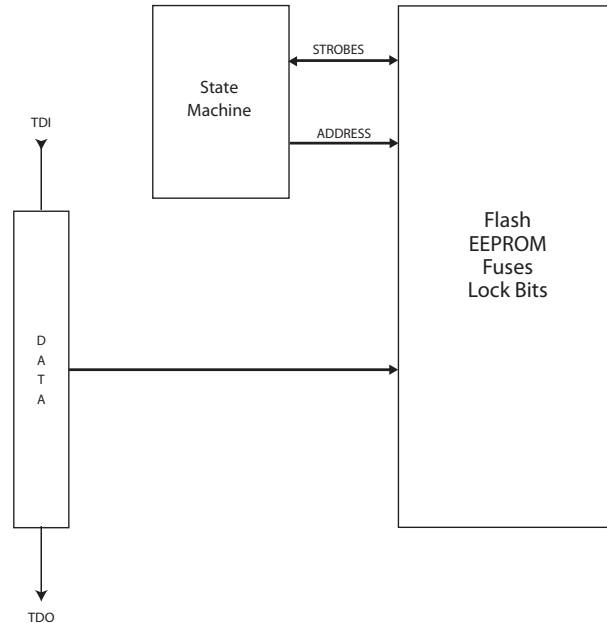 STROBES
State
Machine
ADDRESS
TDI
Flash
EEPROM
Fuses
Lock Bits
D
A
T
A
TDO